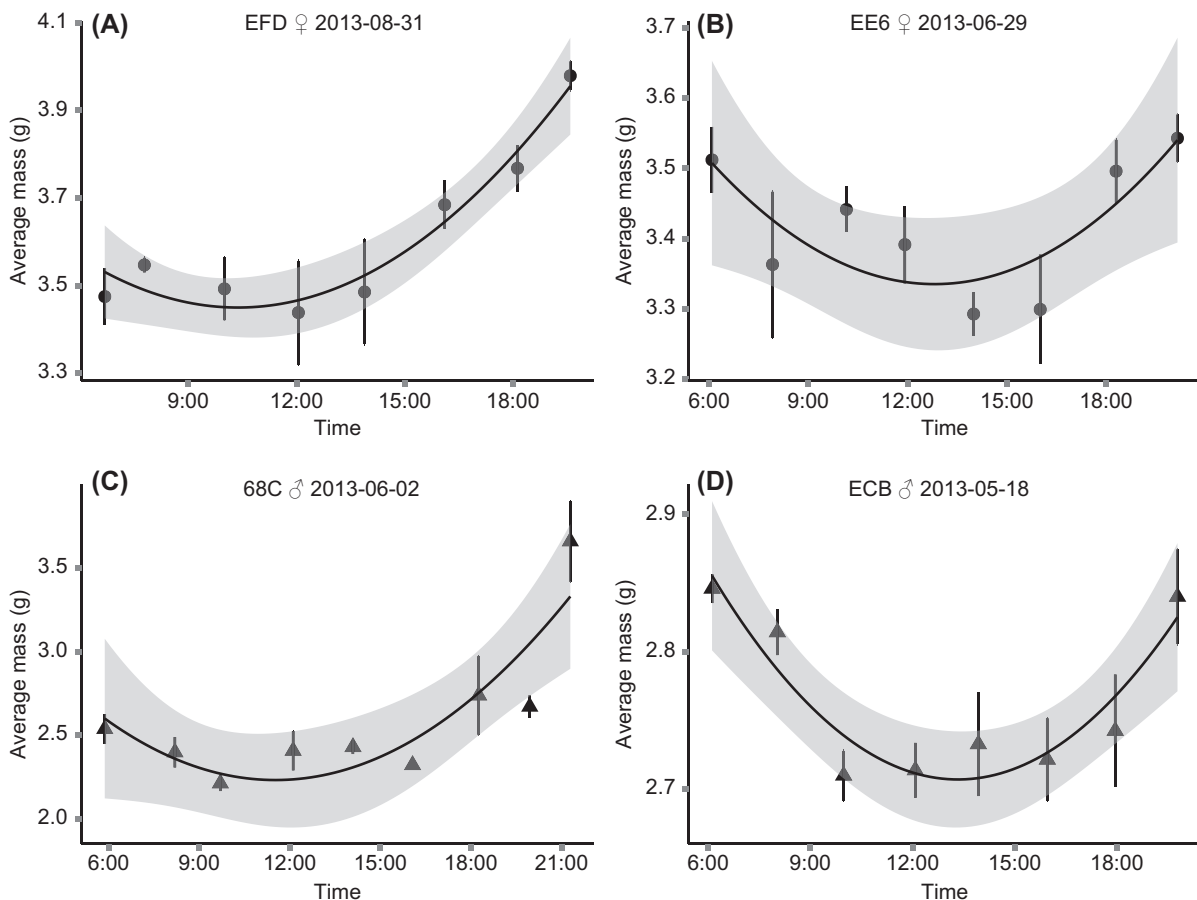 (A) EFD ♀ 2013-08-31
Average mass (g)
4.1
3.9
3.7
3.5
3.3
9:00 12:00 15:00 18:00
Time
(B) EE6 ♀ 2013-06-29
Average mass (g)
3.7
3.6
3.5
3.4
3.3
3.2
6:00 9:00 12:00 15:00 18:00
Time
(C) 68C ♂ 2013-06-02
Average mass (g)
3.5
3.0
2.5
2.0
6:00 9:00 12:00 15:00 18:00 21:00
Time
(D) ECB ♂ 2013-05-18
Average mass (g)
2.9
2.8
2.7
6:00 9:00 12:00 15:00 18:00
Time